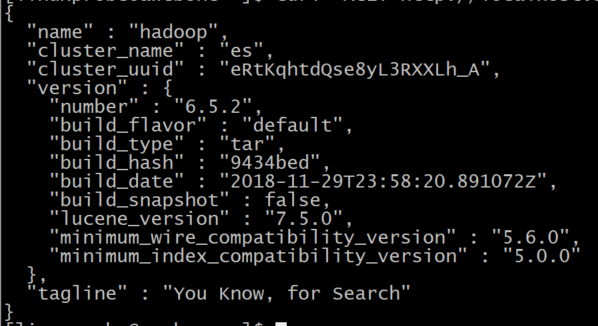 {
  "name" : "hadoop",
  "cluster_name" : "es",
  "cluster_uuid" : "eRtKqhtdQse8yL3RXXLh_A",
  "version" : {
    "number" : "6.5.2",
    "build_flavor" : "default",
    "build_type" : "tar",
    "build_hash" : "9434bed",
    "build_date" : "2018-11-29T23:58:20.891072Z",
    "build_snapshot" : false,
    "lucene_version" : "7.5.0",
    "minimum_wire_compatibility_version" : "5.6.0",
    "minimum_index_compatibility_version" : "5.0.0"
  },
  "tagline" : "You Know, for Search"
}